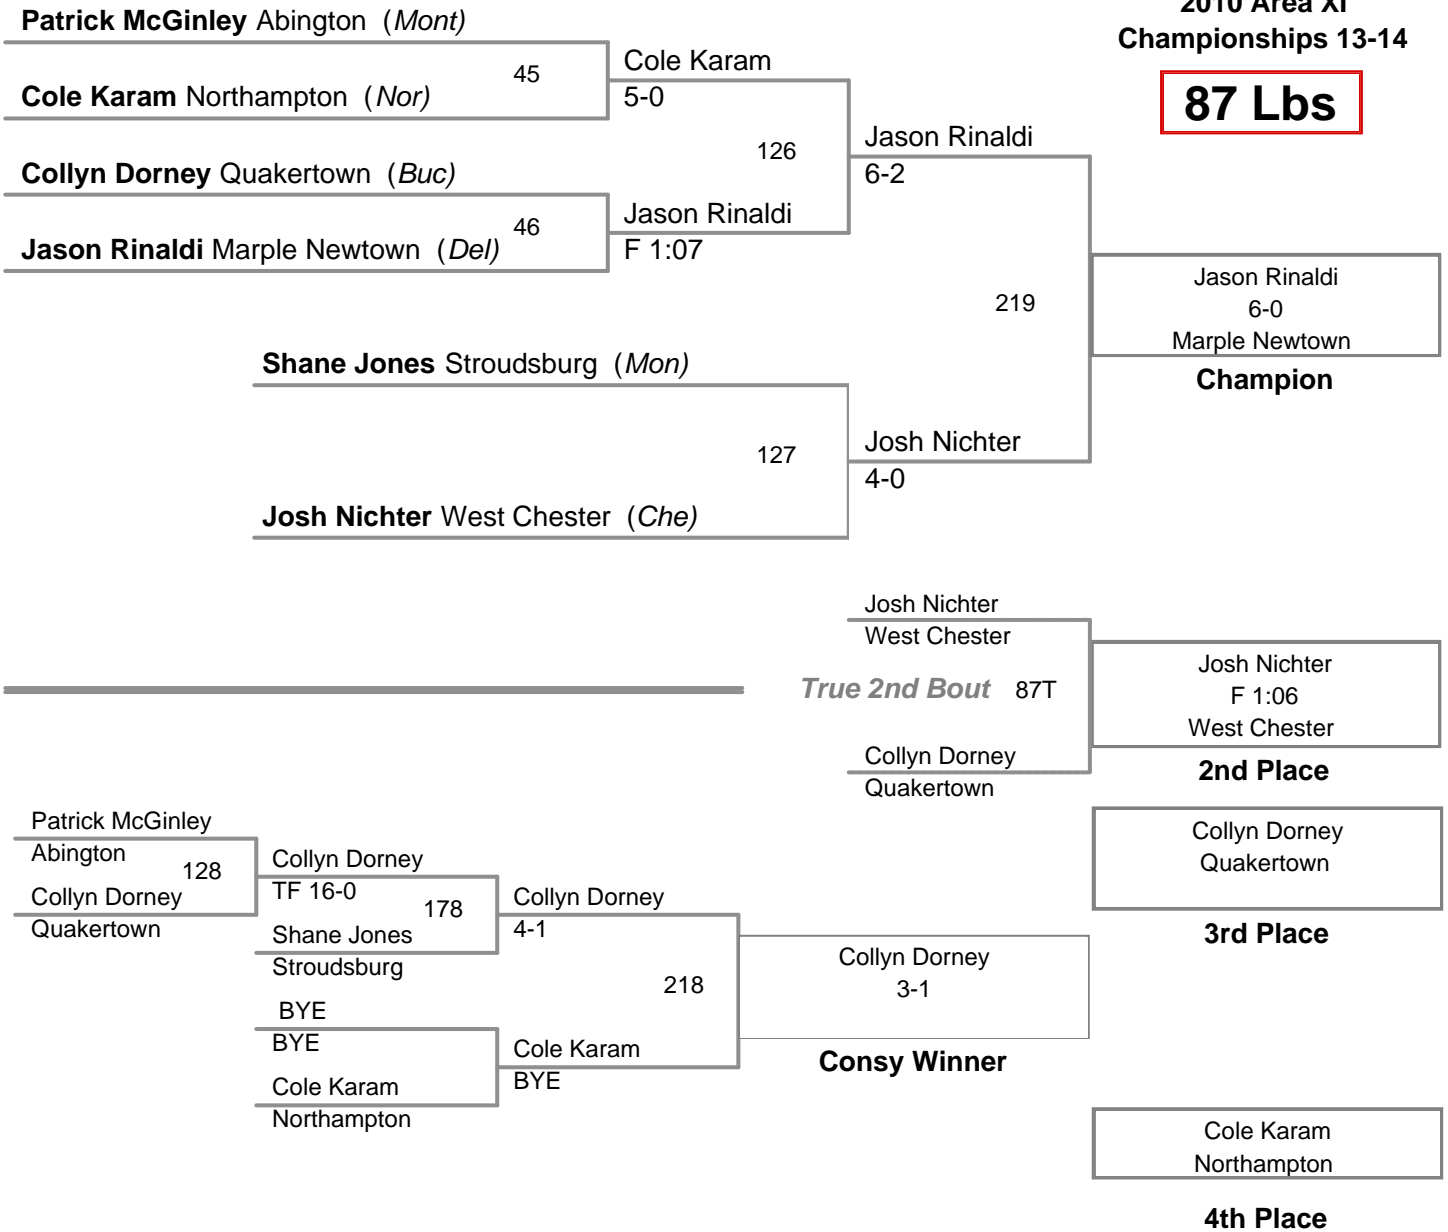 2010 Area XI
Championships 13-14
87 Lbs
Patrick McGinley Abington (Mont)
45
Cole Karam Northampton (Nor)
Cole Karam
5-0
Collyn Dorney Quakertown (Buc)
46
Jason Rinaldi Marple Newtown (Del)
Jason Rinaldi
F 1:07
126
Jason Rinaldi
6-2
Shane Jones Stroudsburg (Mon)
127
Josh Nichter West Chester (Che)
Josh Nichter
4-0
219
Jason Rinaldi
6-0
Marple Newtown
Champion
Josh Nichter
West Chester
True 2nd Bout 87T
Collyn Dorney
Quakertown
Josh Nichter
F 1:06
West Chester
2nd Place
Patrick McGinley
Abington
128
Collyn Dorney
Quakertown
Collyn Dorney
TF 16-0
178
Shane Jones
Stroudsburg
BYE
BYE
Cole Karam
Northampton
Collyn Dorney
4-1
218
Cole Karam
BYE
Collyn Dorney
3-1
Consy Winner
Collyn Dorney
Quakertown
3rd Place
Cole Karam
Northampton
4th Place